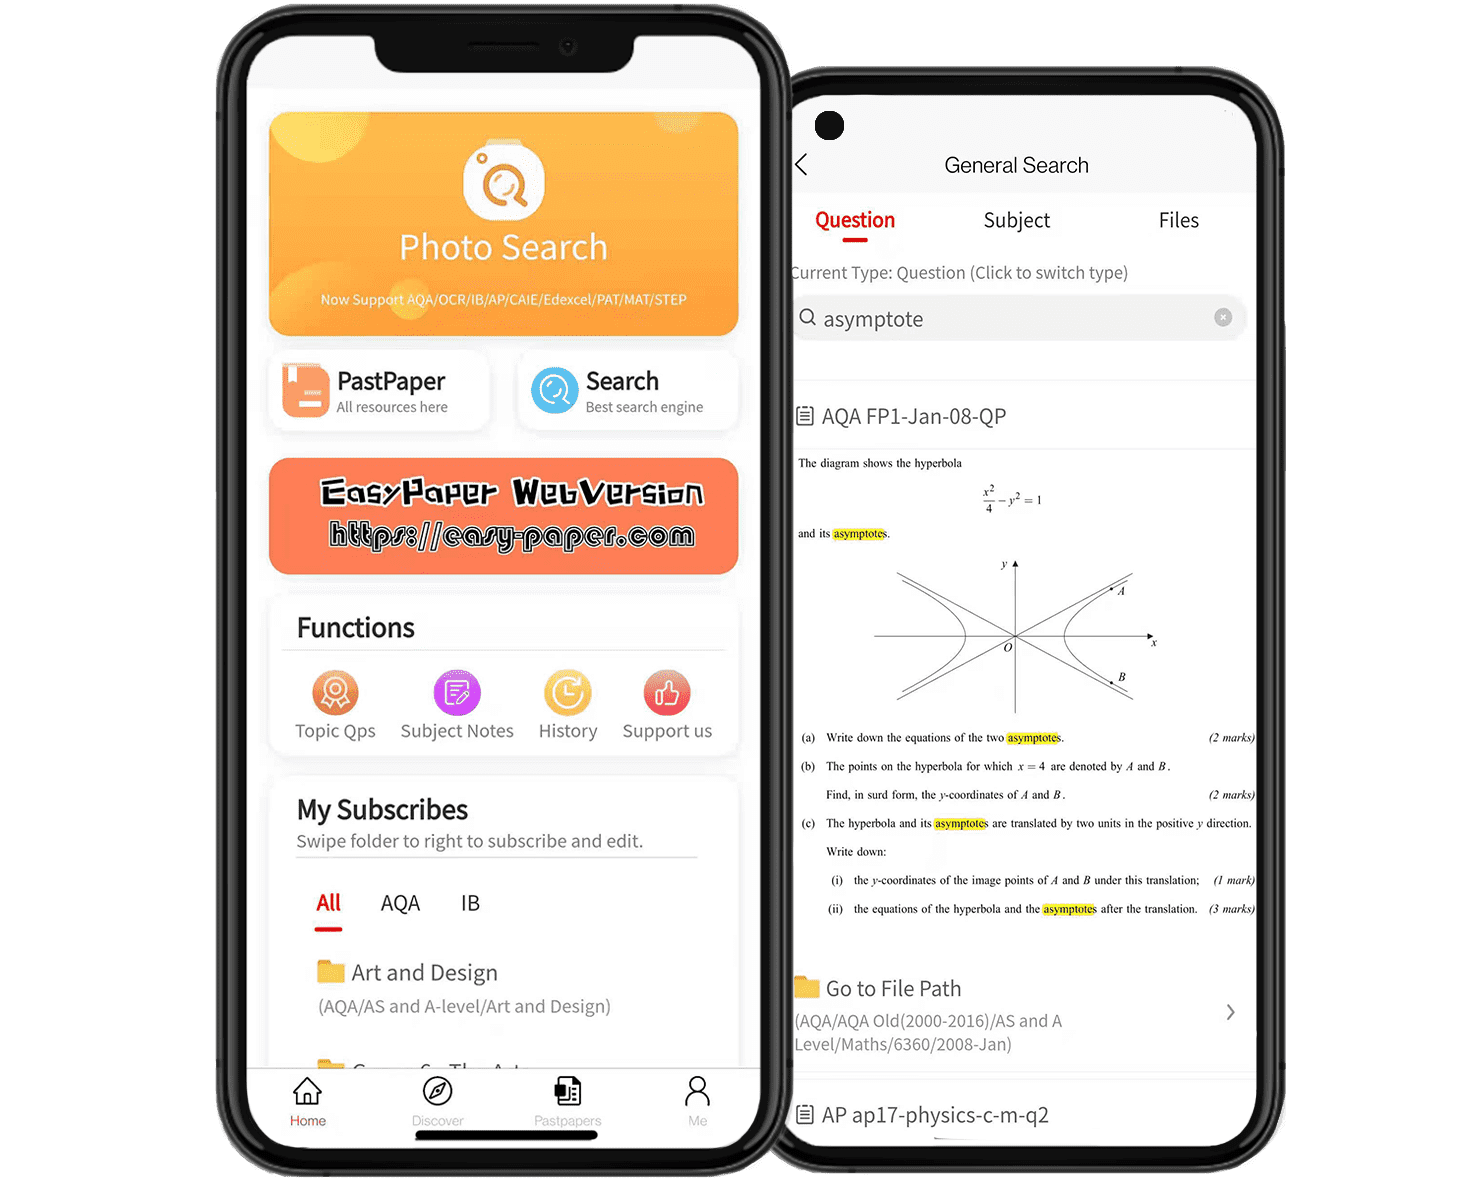 Photo Search
Now Support AQA/OCR/IB/AP/CAIE/Edexcel/PAT/MAT/STEP
PastPaper
All resources here
Search
Best search engine
EasyPaper WebVersion
https://easy-paper.com
Functions
Topic Qps
Subject Notes
History
Support us
My Subscribes
Swipe folder to right to subscribe and edit.
All AQA IB
Art and Design
(AQA/AS and A-level/Art and Design)
Home Discover Pastpapers Me
General Search
Question Subject Files
Current Type: Question (Click to switch type)
asymptote
AQA FP1-Jan-08-QP
The diagram shows the hyperbola
x²/4 − y² = 1
and its asymptotes.
y
A
O
x
B
(a) Write down the equations of the two asymptotes. (2 marks)
(b) The points on the hyperbola for which x = 4 are denoted by A and B.
Find, in surd form, the y-coordinates of A and B. (2 marks)
(c) The hyperbola and its asymptotes are translated by two units in the positive y direction.
Write down:
(i) the y-coordinates of the image points of A and B under this translation; (1 mark)
(ii) the equations of the hyperbola and the asymptotes after the translation. (3 marks)
Go to File Path
(AQA/AQA Old(2000-2016)/AS and A
Level/Maths/6360/2008-Jan)
AP ap17-physics-c-m-q2